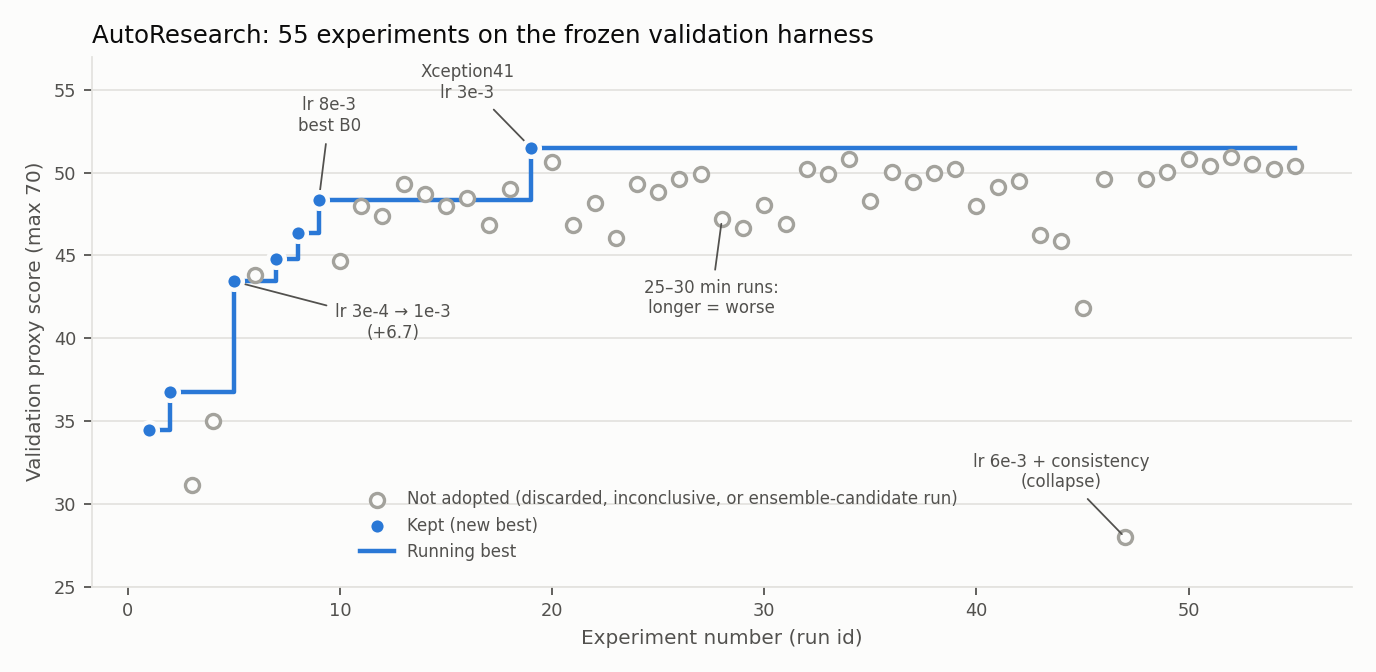 AutoResearch: 55 experiments on the frozen validation harness
Xception41
lr 3e-3
lr 8e-3
best B0
lr 3e-4 → 1e-3
(+6.7)
25–30 min runs:
longer = worse
lr 6e-3 + consistency
(collapse)
Not adopted (discarded, inconclusive, or ensemble-candidate run)
Kept (new best)
Running best
Validation proxy score (max 70)
55
50
45
40
35
30
25
0 10 20 30 40 50
Experiment number (run id)